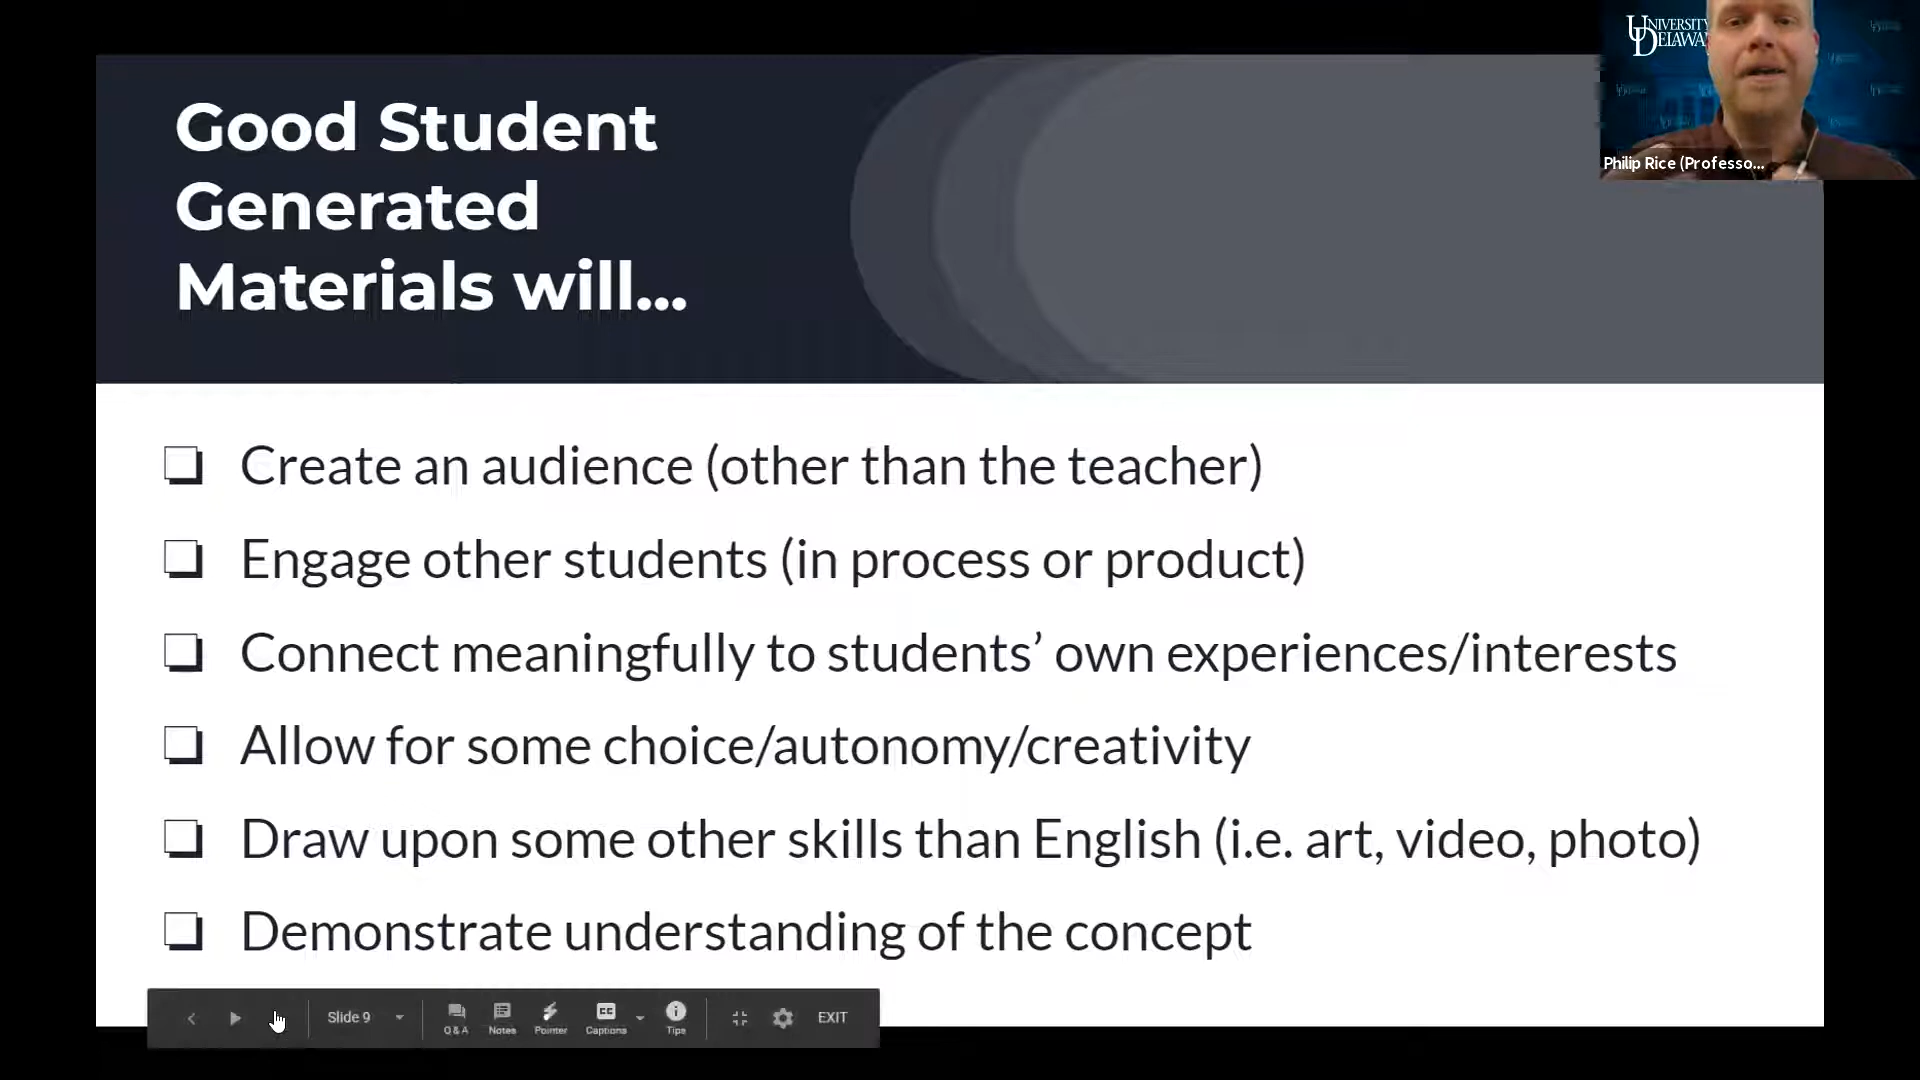 Good Student
Generated
Materials will...
UNIVERSITY
DELAWA
Philip Rice (Professo...
❏ Create an audience (other than the teacher)
❏ Engage other students (in process or product)
❏ Connect meaningfully to students’ own experiences/interests
❏ Allow for some choice/autonomy/creativity
❏ Draw upon some other skills than English (i.e. art, video, photo)
❏ Demonstrate understanding of the concept
Slide 9
Q & A
Notes
Pointer
CC
Captions
Tips
EXIT